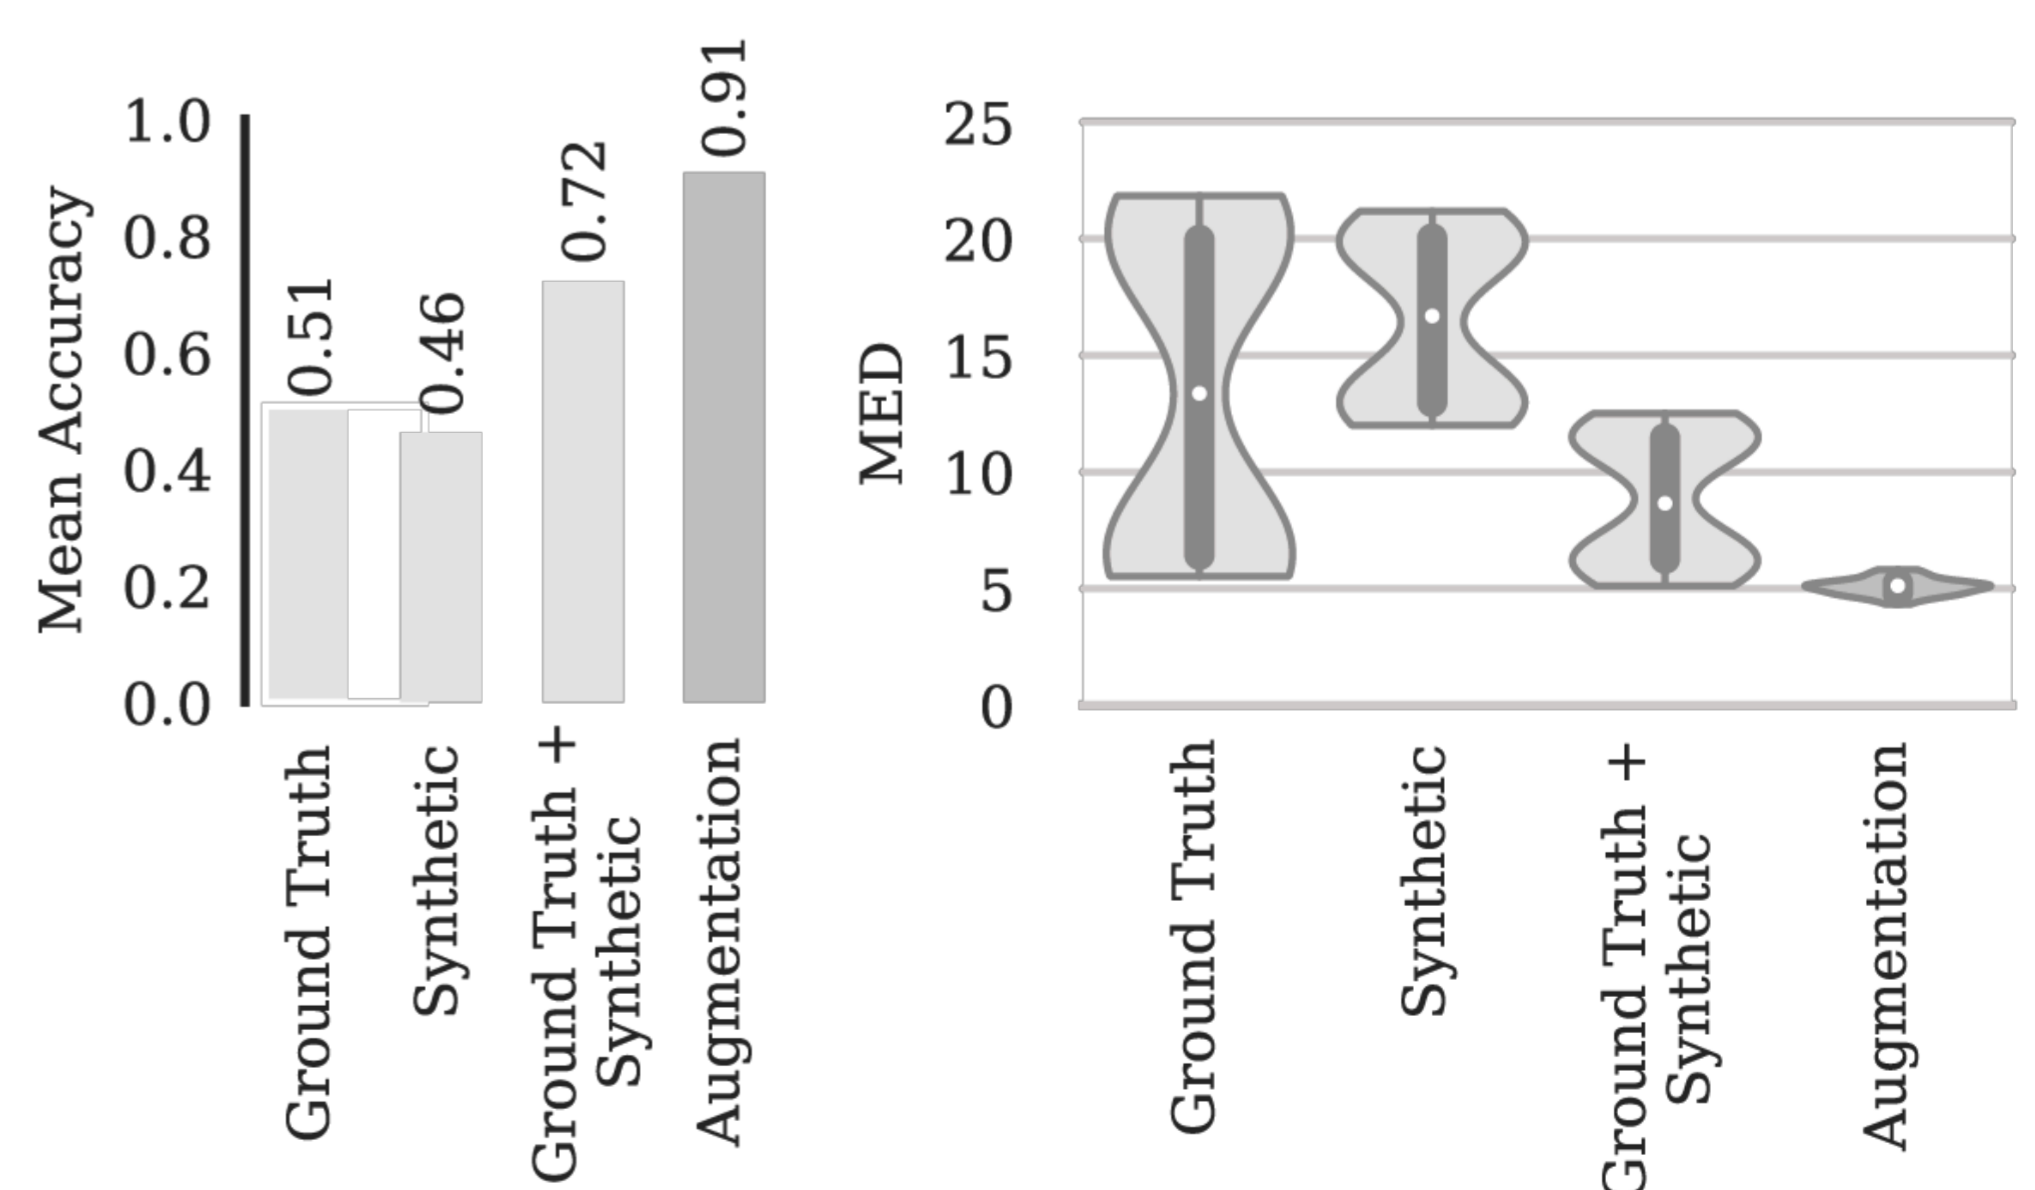 Mean Accuracy
1.0
0.8
0.6
0.4
0.2
0.0
0.51
0.46
0.72
0.91
Ground Truth
Synthetic
Ground Truth +
Synthetic
Augmentation
MED
25
20
15
10
5
0
Ground Truth
Synthetic
Ground Truth +
Synthetic
Augmentation